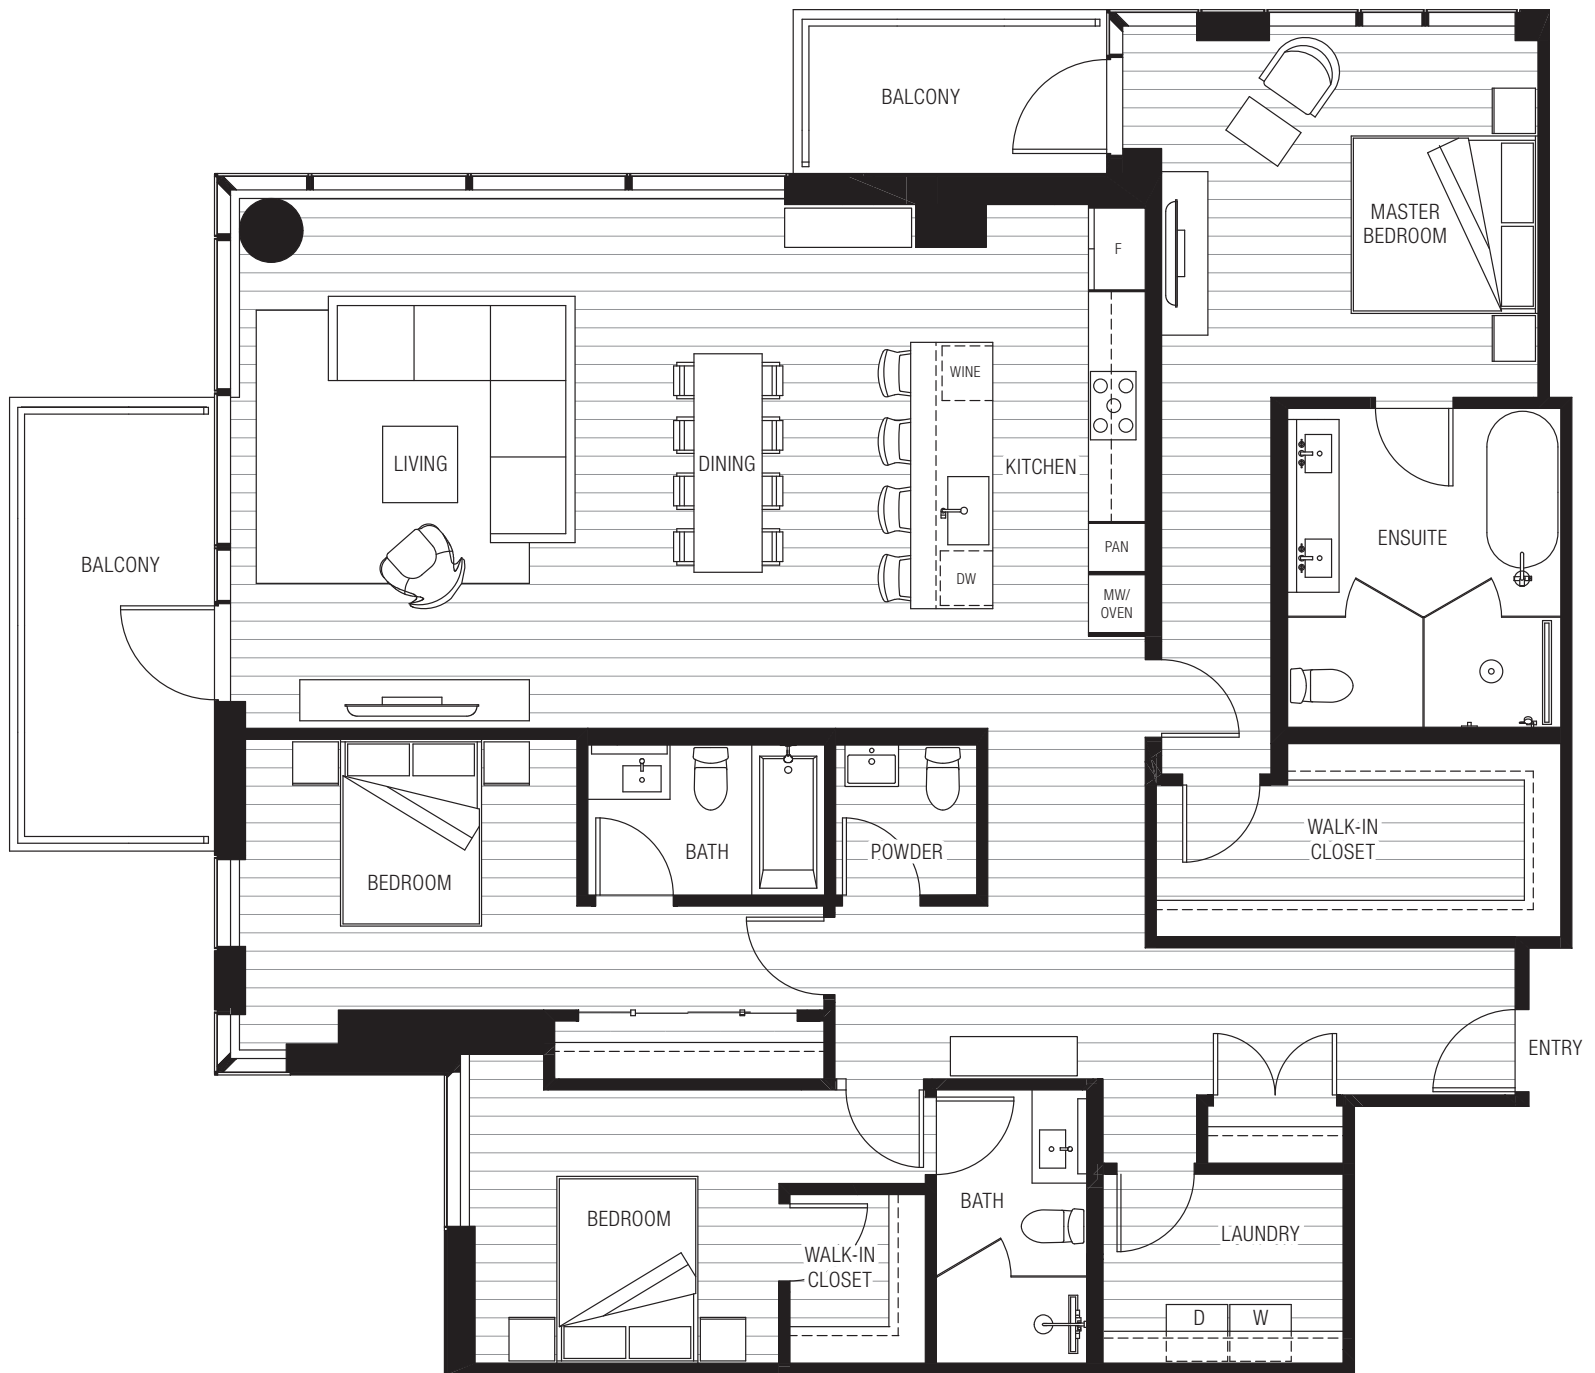 BALCONY
MASTER
BEDROOM
F
WINE
LIVING
DINING
KITCHEN
ENSUITE
PAN
BALCONY
DW
MW/
OVEN
WALK-IN
CLOSET
BATH
POWDER
BEDROOM
ENTRY
BATH
BEDROOM
LAUNDRY
WALK-IN
CLOSET
D
W